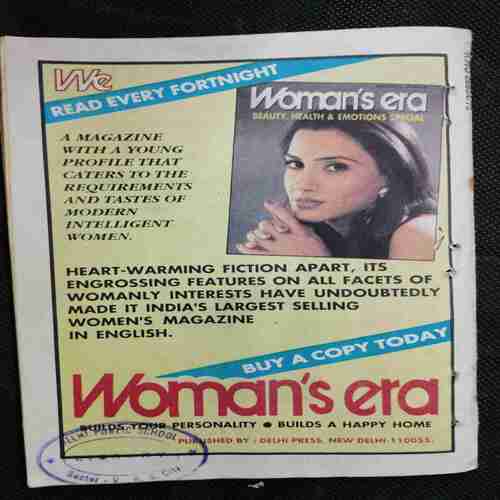 We
READ EVERY FORTNIGHT
Woman's era
BEAUTY, HEALTH & EMOTIONS SPECIAL
A MAGAZINE
WITH A YOUNG
PROFILE THAT
CATERS TO THE
REQUIREMENTS
AND TASTES OF
MODERN
INTELLIGENT
WOMEN.
HEART-WARMING FICTION APART, ITS
ENGROSSING FEATURES ON ALL FACETS OF
WOMANLY INTERESTS HAVE UNDOUBTEDLY
MADE IT INDIA'S LARGEST SELLING
WOMEN'S MAGAZINE
IN ENGLISH.
BUY A COPY TODAY
Woman's era
BUILDS YOUR PERSONALITY ● BUILDS A HAPPY HOME
PUBLISHED BY : DELHI PRESS, NEW DELHI-110055.
PUBLIC SCHOOL
Sector - V